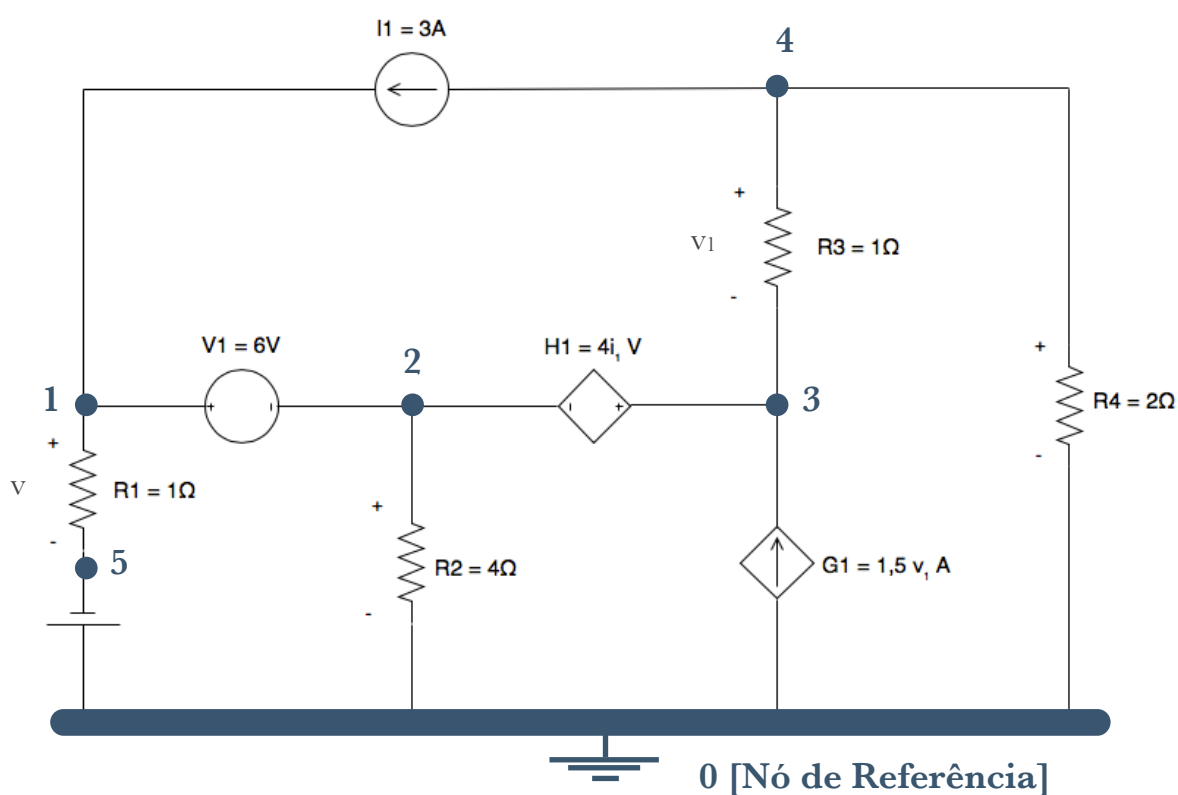 I1 = 3A
4
+
v1
R3 = 1Ω
-
V1 = 6V
2
H1 = 4i₁ V
+
1
+
-
-
+
3
R4 = 2Ω
+
V
R1 = 1Ω
-
-
+
5
R2 = 4Ω
G1 = 1,5 v₁ A
-
0 [Nó de Referência]